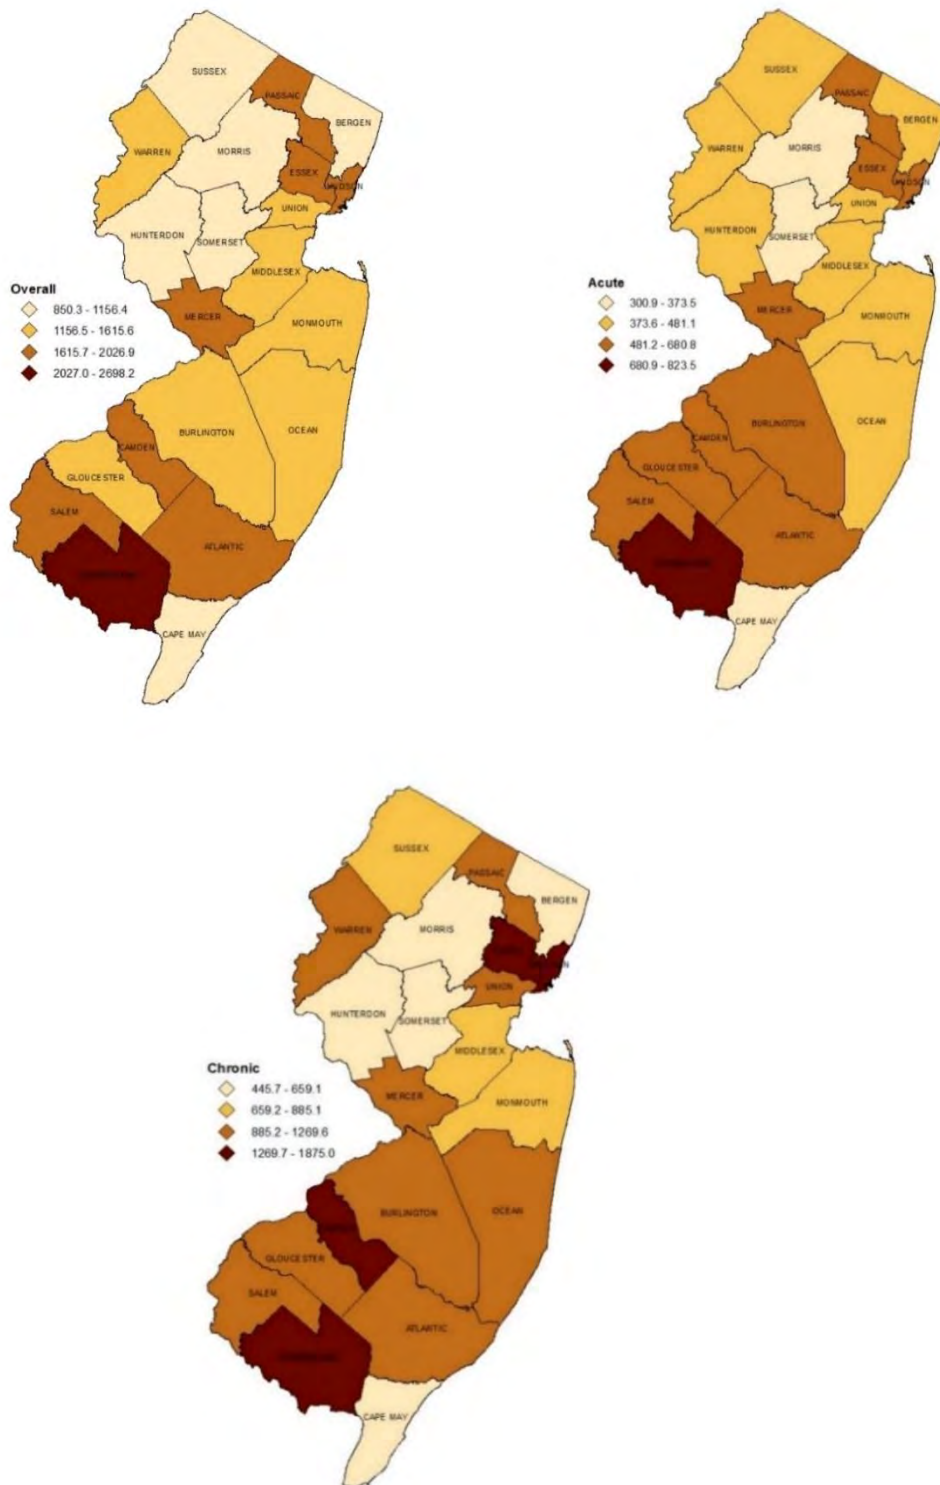 SUSSEX
PASSAIC
BERGEN
WARREN
MORRIS
ESSEX
HUDSON
UNION
HUNTERDON
SOMERSET
MIDDLESEX
Overall
850.3 - 1156.4
1156.5 - 1615.6
1615.7 - 2026.9
2027.0 - 2698.2
MERCER
MONMOUTH
OCEAN
BURLINGTON
CAMDEN
GLOUCESTER
SALEM
ATLANTIC
CAPE MAY
SUSSEX
PASSAIC
BERGEN
WARREN
MORRIS
ESSEX
HUDSON
UNION
HUNTERDON
SOMERSET
MIDDLESEX
Acute
300.9 - 373.5
373.6 - 481.1
481.2 - 680.8
680.9 - 823.5
MERCER
MONMOUTH
OCEAN
BURLINGTON
CAMDEN
GLOUCESTER
SALEM
ATLANTIC
CAPE MAY
SUSSEX
PASSAIC
BERGEN
WARREN
MORRIS
UNION
HUNTERDON
SOMERSET
MIDDLESEX
Chronic
445.7 - 659.1
659.2 - 885.1
885.2 - 1269.6
1269.7 - 1875.0
MERCER
MONMOUTH
BURLINGTON
OCEAN
GLOUCESTER
SALEM
ATLANTIC
CAPE MAY